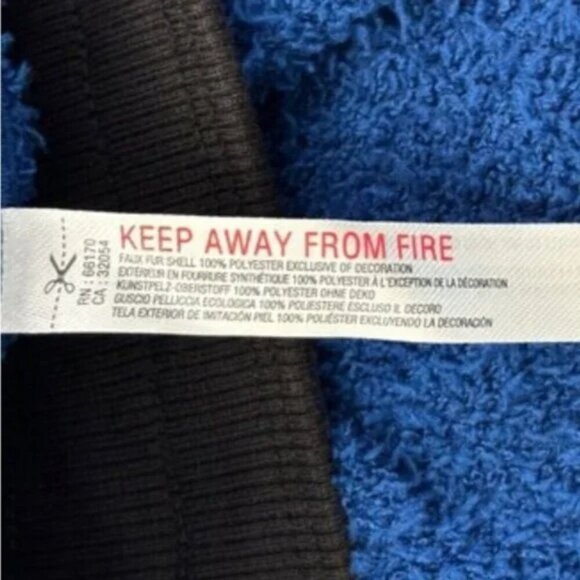 RN : 66170
CA : 32054
KEEP AWAY FROM FIRE
FAUX FUR SHELL 100% POLYESTER EXCLUSIVE OF DECORATION
EXTÉRIEUR EN FOURRURE SYNTHÉTIQUE 100% POLYESTER À L'EXCEPTION DE LA DÉCORATION
KUNSTPELZ-OBERSTOFF 100% POLYESTER OHNE DEKO
GUSCIO PELLICCIA ECOLOGICA 100% POLIESTERE ESCLUSO IL DECORO
TELA EXTERIOR DE IMITACIÓN PIEL 100% POLIÉSTER EXCLUYENDO LA DECORACIÓN